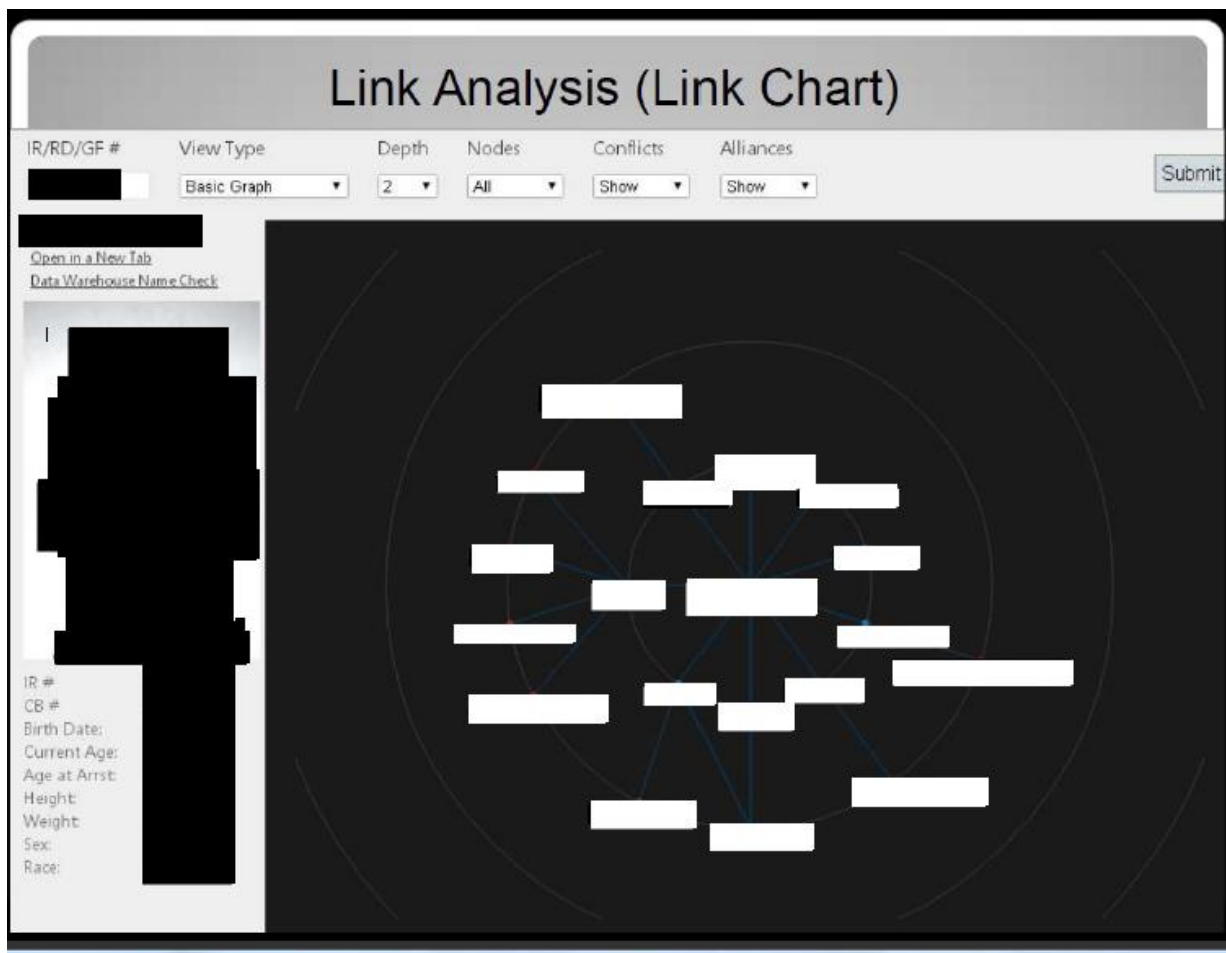 Link Analysis (Link Chart)
IR/RD/GF # View Type Depth Nodes Conflicts Alliances
Basic Graph 2 All Show Show Submit
Open in a New Tab
Data Warehouse Name Check
IR #
CB #
Birth Date:
Current Age:
Age at Arrst:
Height:
Weight:
Sex:
Race: